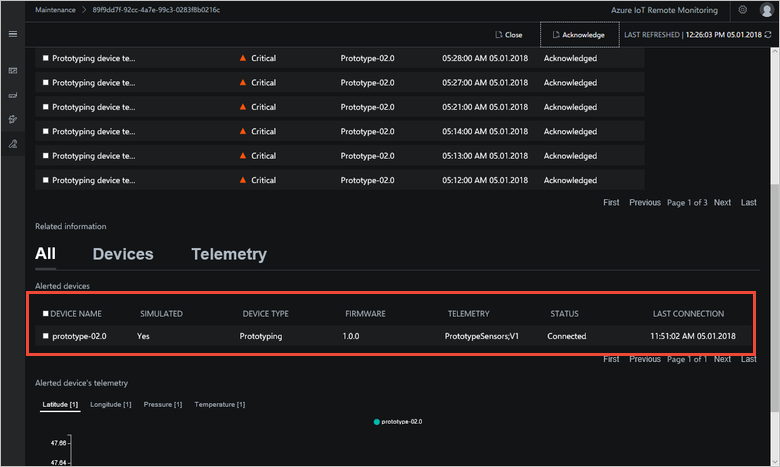 Maintenance > 89f9dd7f-92cc-4a7e-99c3-0283f8b0216c Azure IoT Remote Monitoring
Close Acknowledge LAST REFRESHED | 12:26:03 PM 05.01.2018
Prototyping device te... Critical Prototype-02.0 05:28:00 AM 05.01.2018 Acknowledged
Prototyping device te... Critical Prototype-02.0 05:27:00 AM 05.01.2018 Acknowledged
Prototyping device te... Critical Prototype-02.0 05:21:00 AM 05.01.2018 Acknowledged
Prototyping device te... Critical Prototype-02.0 05:14:00 AM 05.01.2018 Acknowledged
Prototyping device te... Critical Prototype-02.0 05:13:00 AM 05.01.2018 Acknowledged
Prototyping device te... Critical Prototype-02.0 05:12:00 AM 05.01.2018 Acknowledged
First Previous Page 1 of 3 Next Last
Related information
All Devices Telemetry
Alerted devices
DEVICE NAME SIMULATED DEVICE TYPE FIRMWARE TELEMETRY STATUS LAST CONNECTION
prototype-02.0 Yes Prototyping 1.0.0 PrototypeSensors;V1 Connected 11:51:02 AM 05.01.2018
First Previous Page 1 of 1 Next Last
Alerted device's telemetry
Latitude [1] Longitude [1] Pressure [1] Temperature [1]
prototype-02.0
47.66
47.64